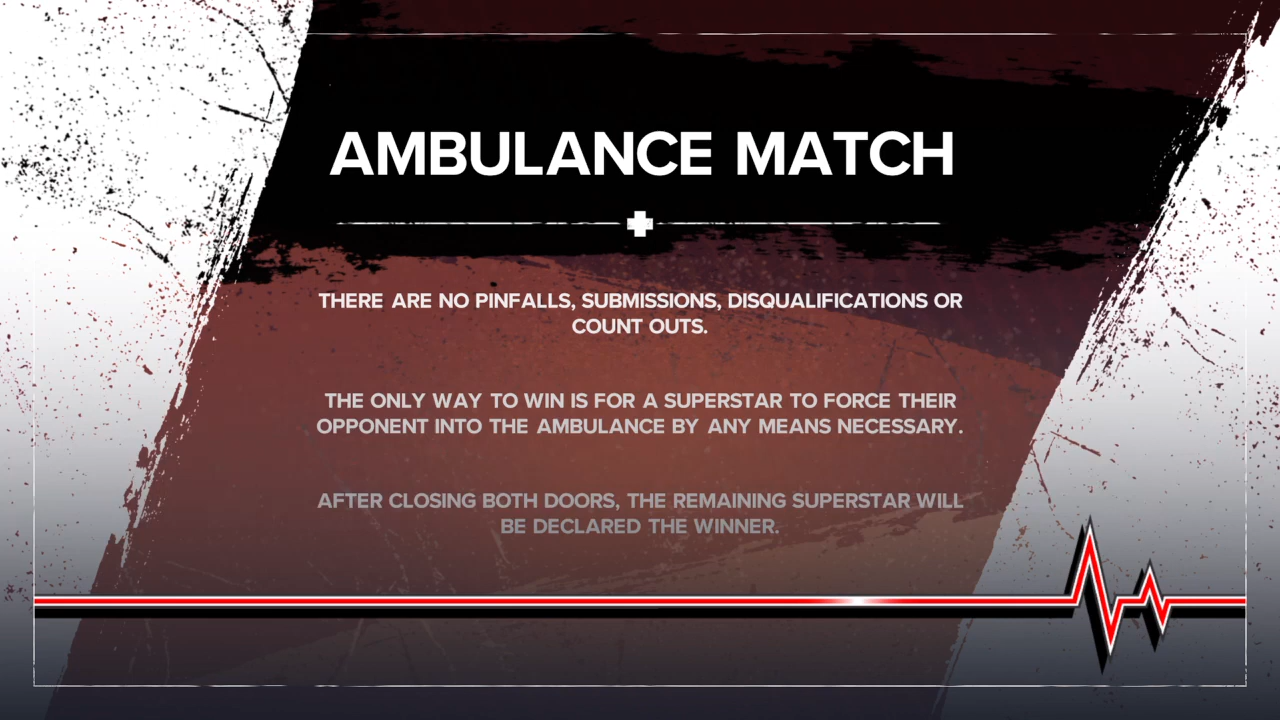 AMBULANCE MATCH
THERE ARE NO PINFALLS, SUBMISSIONS, DISQUALIFICATIONS OR
COUNT OUTS.
THE ONLY WAY TO WIN IS FOR A SUPERSTAR TO FORCE THEIR
OPPONENT INTO THE AMBULANCE BY ANY MEANS NECESSARY.
AFTER CLOSING BOTH DOORS, THE REMAINING SUPERSTAR WILL
BE DECLARED THE WINNER.